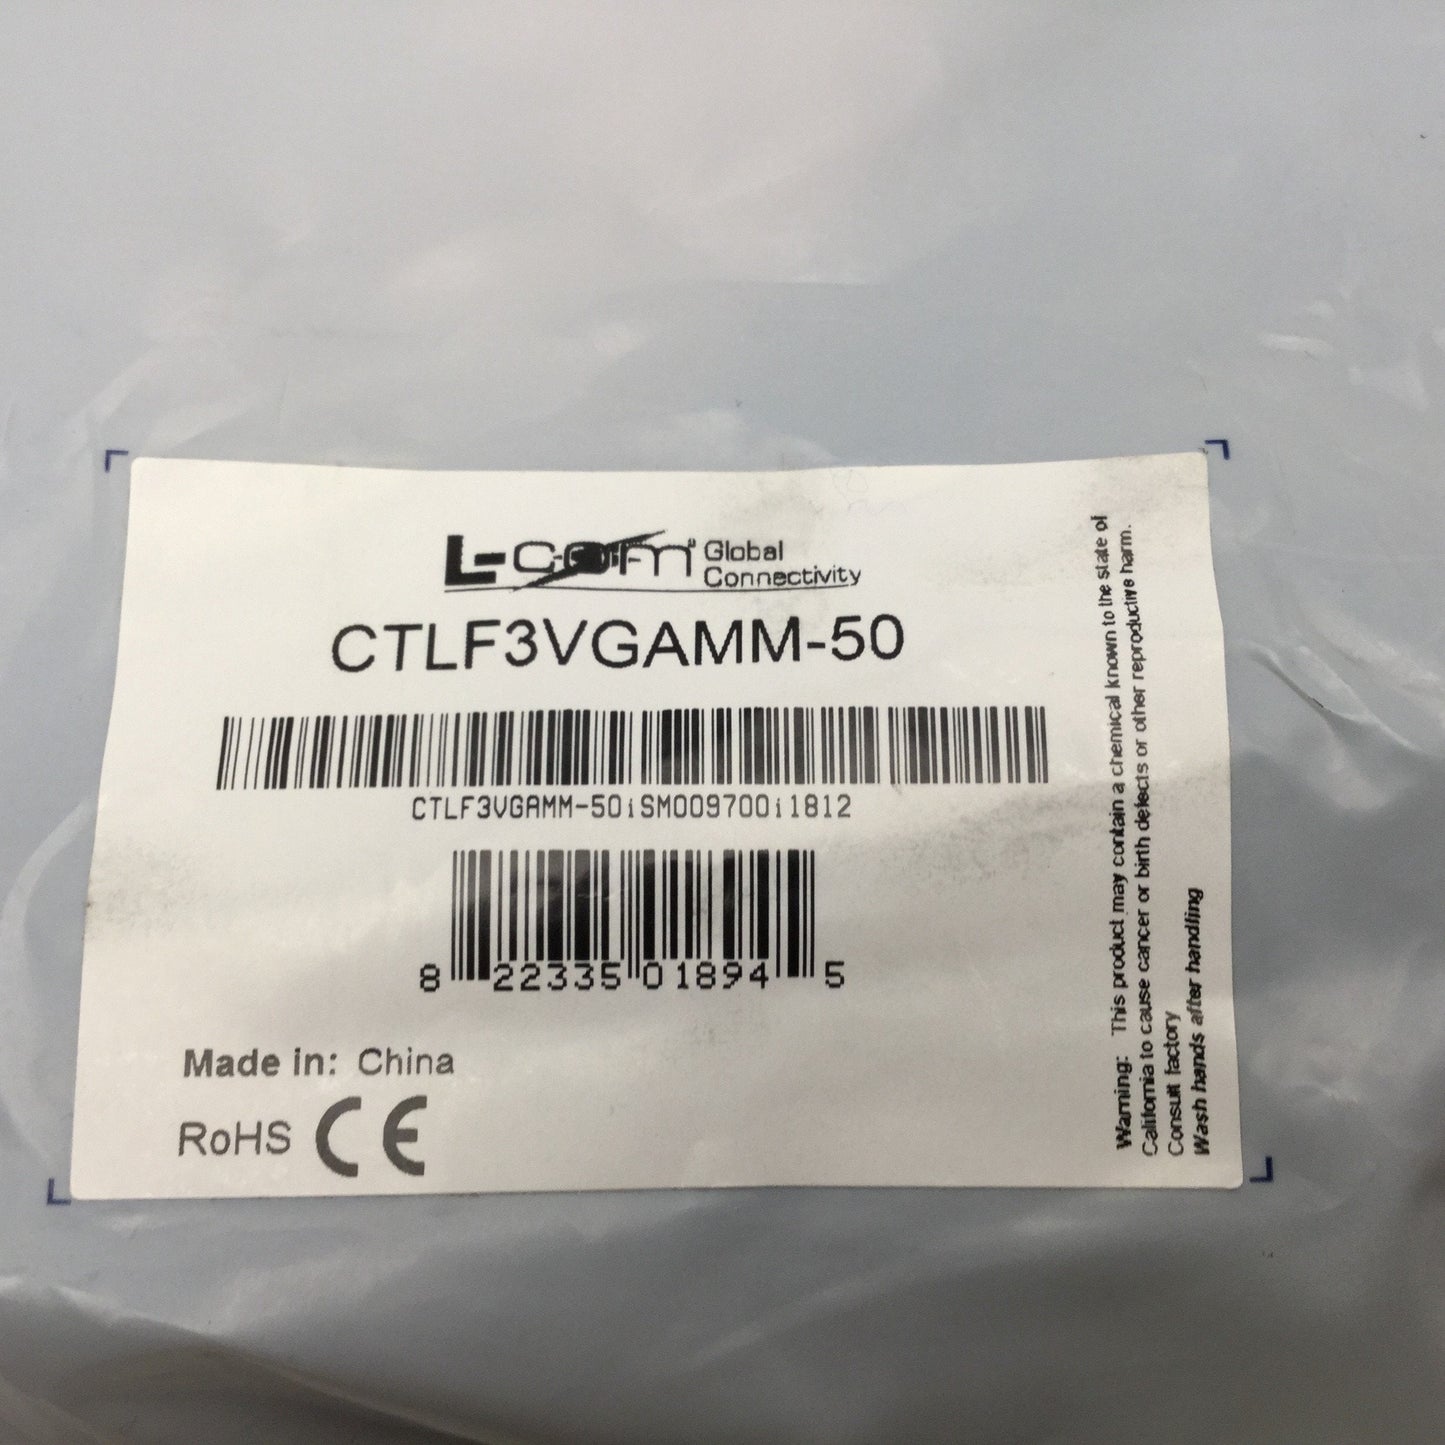 L-com® Global
Connectivity
CTLF3VGAMM-50
CTLF3VGAMM-50iSM009700i1812
8 22335 01894 5
Made in: China
RoHS CE
Warning: This product may contain a chemical known to the state of
California to cause cancer or birth defects or other reproductive harm.
Consult factory
Wash hands after handling